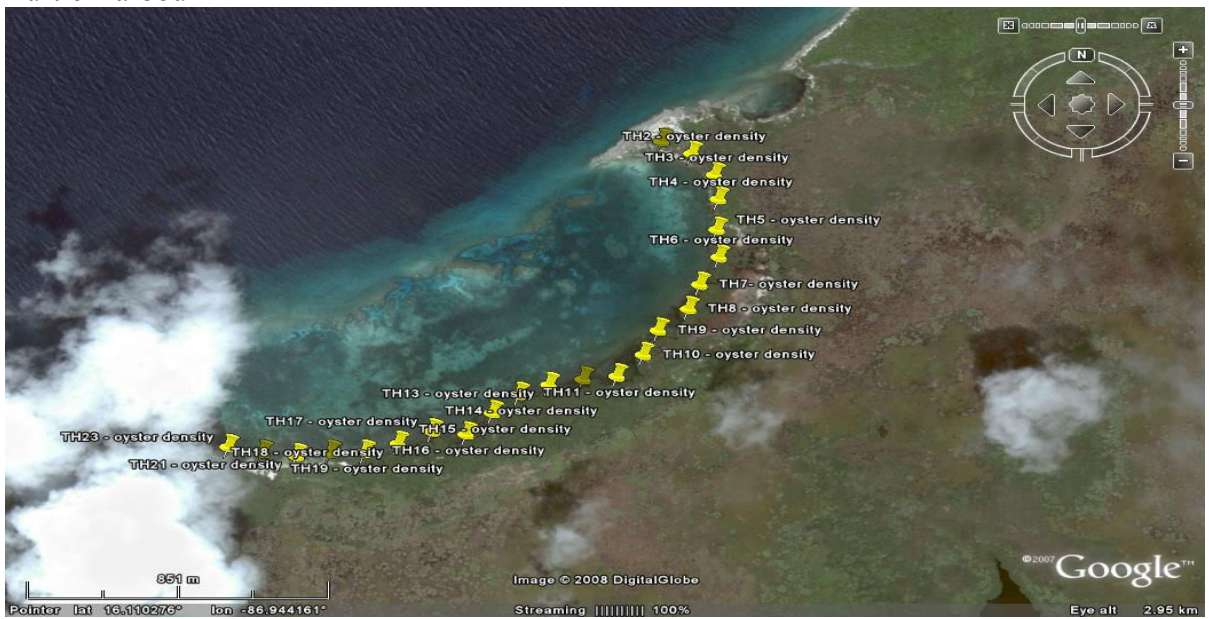 N
TH2 - oyster density
TH3 - oyster density
TH4 - oyster density
TH5 - oyster density
TH6 - oyster density
TH7- oyster density
TH8 - oyster density
TH9 - oyster density
TH10 - oyster density
TH13 - oyster density
TH11 - oyster density
TH14 - oyster density
TH17 - oyster density
TH15 - oyster density
TH23 - oyster density
TH18 - oyster density
TH16 - oyster density
TH21 - oyster density
TH19 - oyster density
©2007 Google™
851 m
Image © 2008 DigitalGlobe
Pointer lat 16.110276° lon -86.944161° Streaming |||||||||| 100% Eye alt 2.95 km